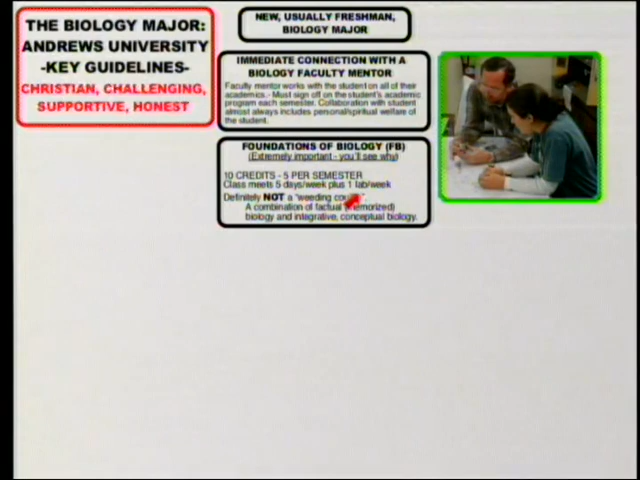 THE BIOLOGY MAJOR:
ANDREWS UNIVERSITY
-KEY GUIDELINES-
CHRISTIAN, CHALLENGING,
SUPPORTIVE, HONEST
NEW, USUALLY FRESHMAN,
BIOLOGY MAJOR
IMMEDIATE CONNECTION WITH A
BIOLOGY FACULTY MENTOR
Faculty mentor works with the student on all of their
academics.- Must sign off on the student's academic
program each semester. Collaboration with student
almost always includes personal/spiritual welfare of
the student.
FOUNDATIONS OF BIOLOGY (FB)
(Extremely important - you'll see why)
10 CREDITS - 5 PER SEMESTER
Class meets 5 days/week plus 1 lab/week
Definitely NOT a "weeding course".
A combination of factual (memorized)
biology and integrative, conceptual biology.